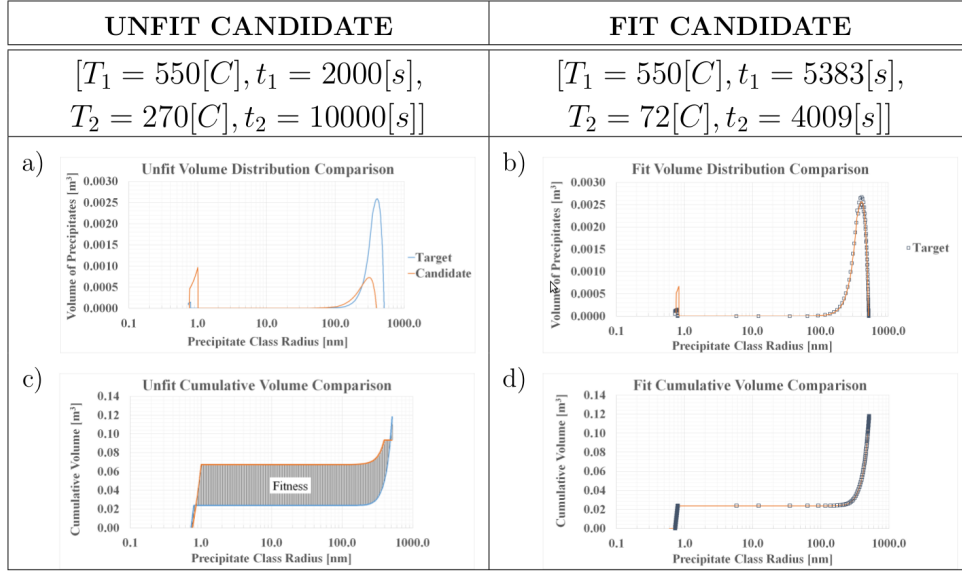 UNFIT CANDIDATE
FIT CANDIDATE
[T₁ = 550[C], t₁ = 2000[s],
T₂ = 270[C], t₂ = 10000[s]]
[T₁ = 550[C], t₁ = 5383[s],
T₂ = 72[C], t₂ = 4009[s]]
a)
Unfit Volume Distribution Comparison
Volume of Precipitates [m³]
0.0030
0.0025
0.0020
0.0015
0.0010
0.0005
0.0000
0.1 1.0 10.0 100.0 1000.0
Precipitate Class Radius [nm]
Target
Candidate
b)
Fit Volume Distribution Comparison
Volume of Precipitates [m³]
0.0030
0.0025
0.0020
0.0015
0.0010
0.0005
0.0000
0.1 1.0 10.0 100.0 1000.0
Precipitate Class Radius [nm]
Target
c)
Unfit Cumulative Volume Comparison
Cumulative Volume [m³]
0.14
0.12
0.10
0.08
0.06
0.04
0.02
0.00
Fitness
0.1 1.0 10.0 100.0 1000.0
Precipitate Class Radius [nm]
d)
Fit Cumulative Volume Comparison
Cumulative Volume [m³]
0.14
0.12
0.10
0.08
0.06
0.04
0.02
0.00
0.1 1.0 10.0 100.0 1000.0
Precipitate Class Radius [nm]